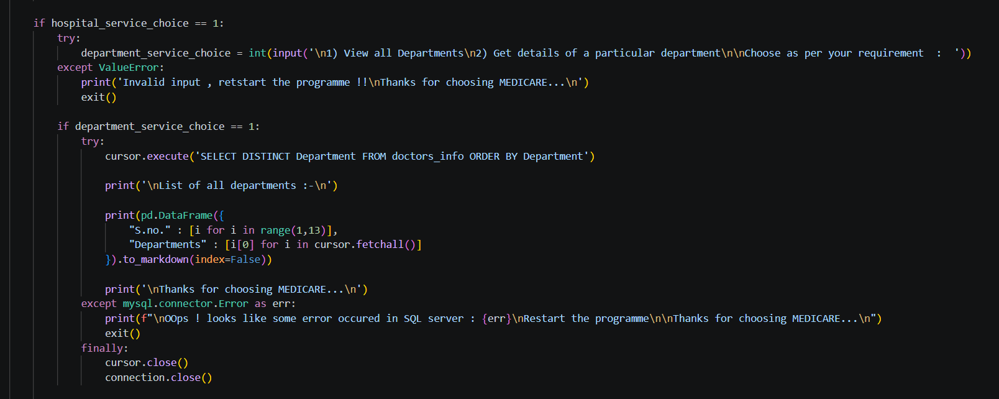 if hospital_service_choice == 1:
try:
department_service_choice = int(input('\n1) View all Departments\n2) Get details of a particular department\n\nChoose as per your requirement  :  '))
except ValueError:
print('Invalid input , retstart the programme !!\nThanks for choosing MEDICARE...\n')
exit()
if department_service_choice == 1:
try:
cursor.execute('SELECT DISTINCT Department FROM doctors_info ORDER BY Department')
print('\nList of all departments :-\n')
print(pd.DataFrame({
"S.no." : [i for i in range(1,13)],
"Departments" : [i[0] for i in cursor.fetchall()]
}).to_markdown(index=False))
print('\nThanks for choosing MEDICARE...\n')
except mysql.connector.Error as err:
print(f"\nOOps ! looks like some error occured in SQL server : {err}\nRestart the programme\n\nThanks for choosing MEDICARE...\n")
exit()
finally:
cursor.close()
connection.close()